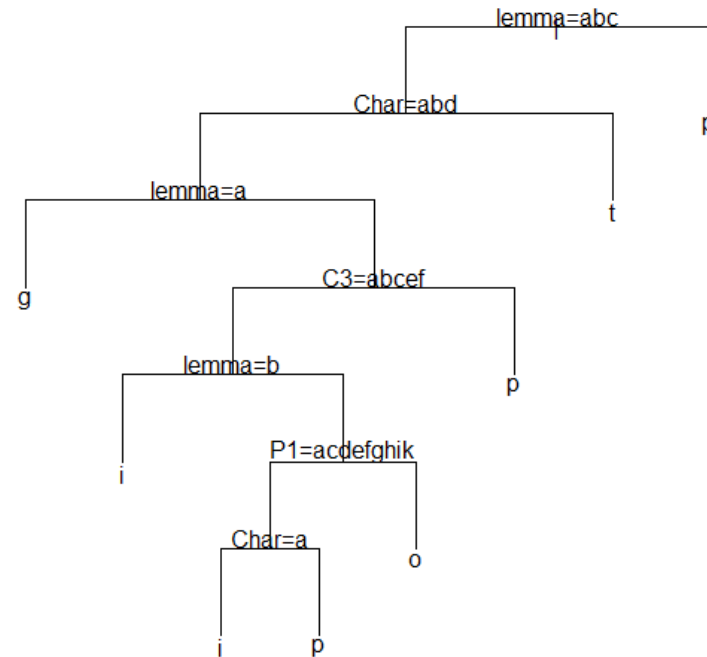 lemma=abc
Char=abd
p
lemma=a
t
C3=abcef
g
lemma=b
p
P1=acdefghik
i
Char=a
o
i
p